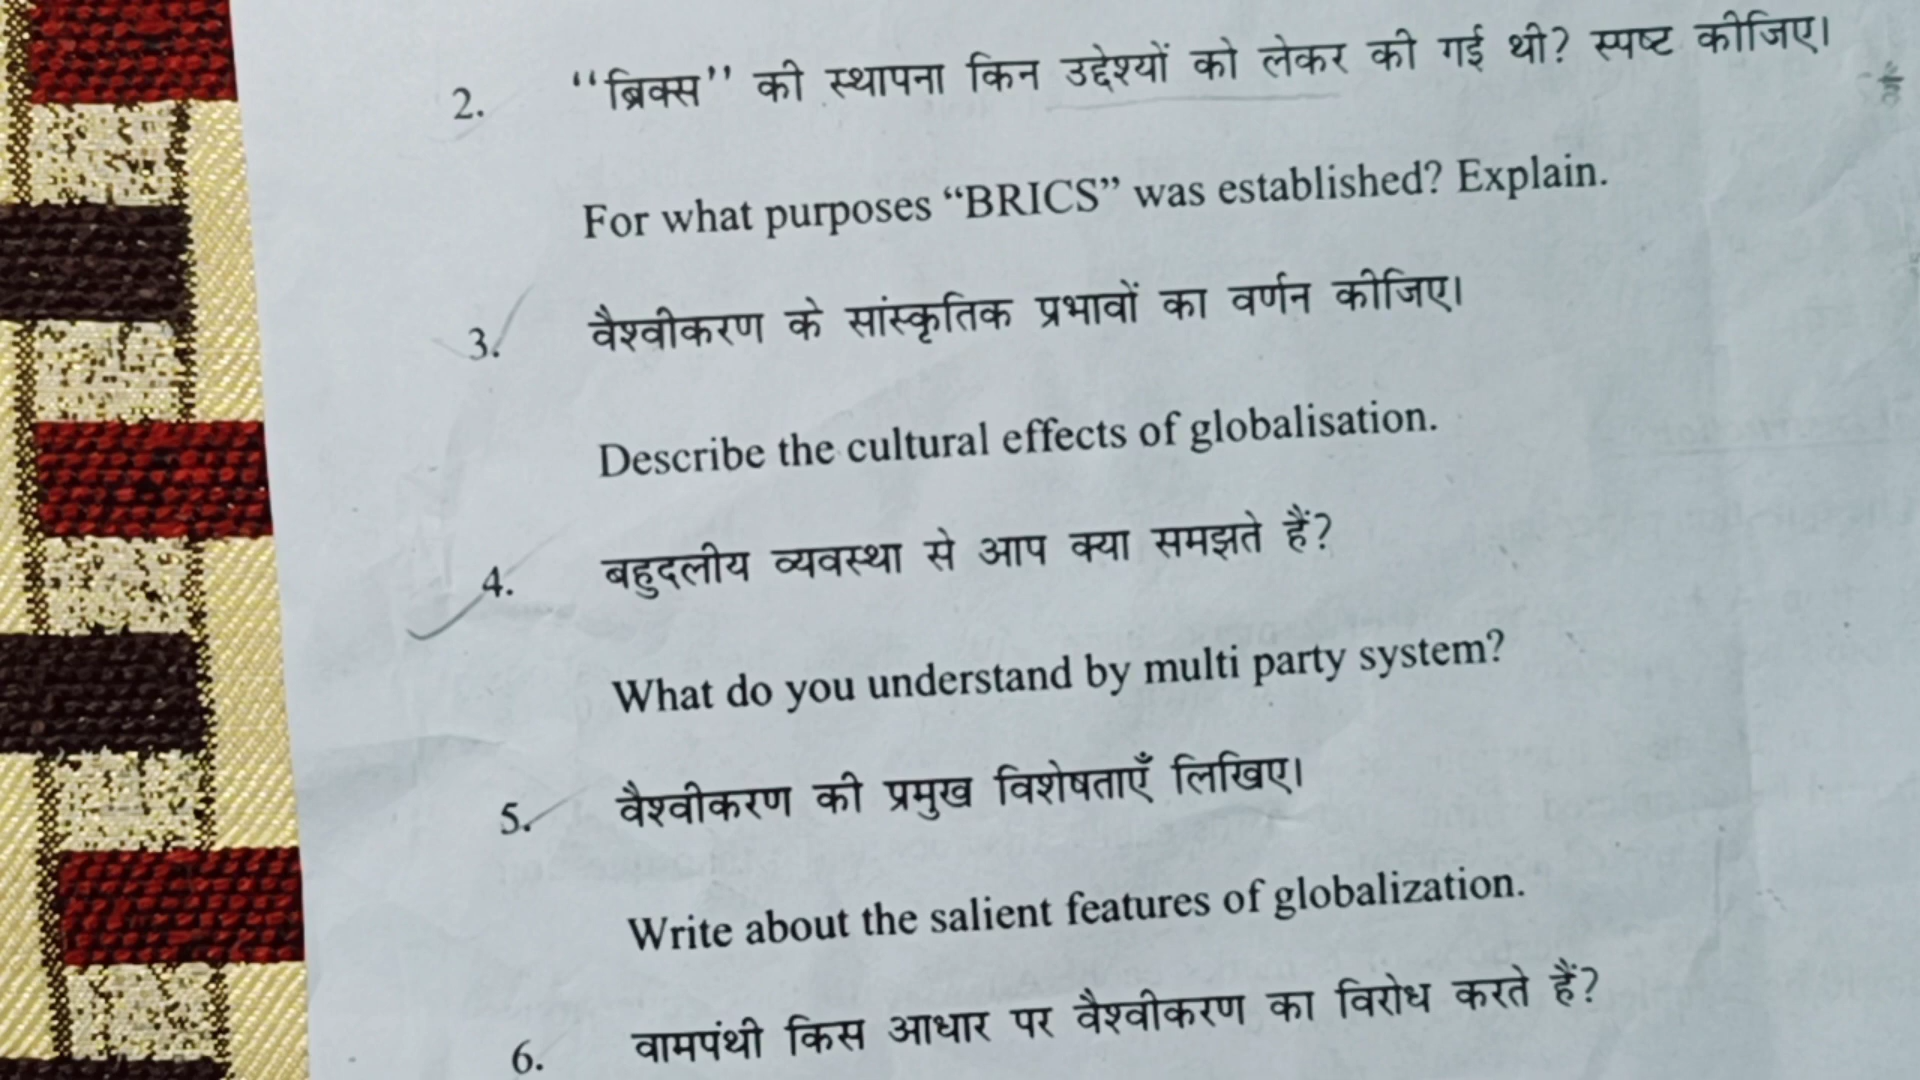 2. “ब्रिक्स” की स्थापना किन उद्देश्यों को लेकर की गई थी? स्पष्ट कीजिए।
For what purposes “BRICS” was established? Explain.
3. वैश्वीकरण के सांस्कृतिक प्रभावों का वर्णन कीजिए।
Describe the cultural effects of globalisation.
4. बहुदलीय व्यवस्था से आप क्या समझते हैं?
What do you understand by multi party system?
5. वैश्वीकरण की प्रमुख विशेषताएँ लिखिए।
Write about the salient features of globalization.
6. वामपंथी किस आधार पर वैश्वीकरण का विरोध करते हैं?